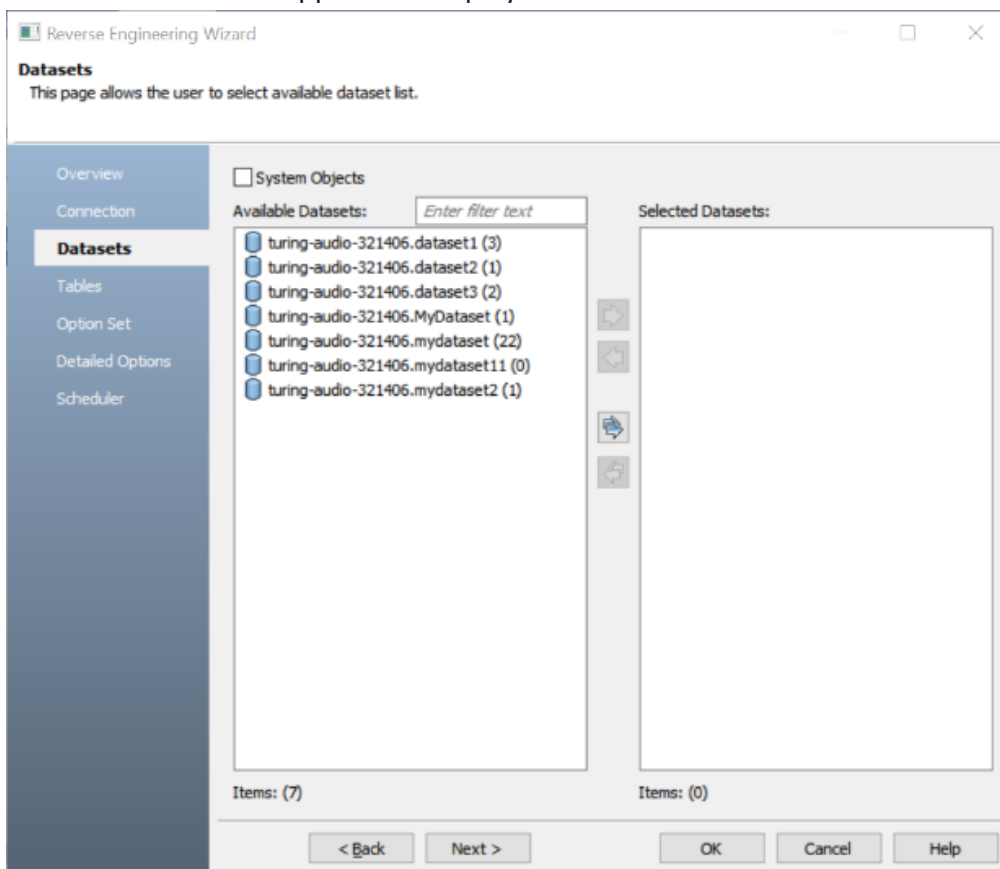 Reverse Engineering Wizard
Datasets
This page allows the user to select available dataset list.
Overview
Connection
Datasets
Tables
Option Set
Detailed Options
Scheduler
System Objects
Available Datasets:
Enter filter text
turing-audio-321406.dataset1 (3)
turing-audio-321406.dataset2 (1)
turing-audio-321406.dataset3 (2)
turing-audio-321406.MyDataset (1)
turing-audio-321406.mydataset (22)
turing-audio-321406.mydataset11 (0)
turing-audio-321406.mydataset2 (1)
Items: (7)
Selected Datasets:
Items: (0)
< Back
Next >
OK
Cancel
Help